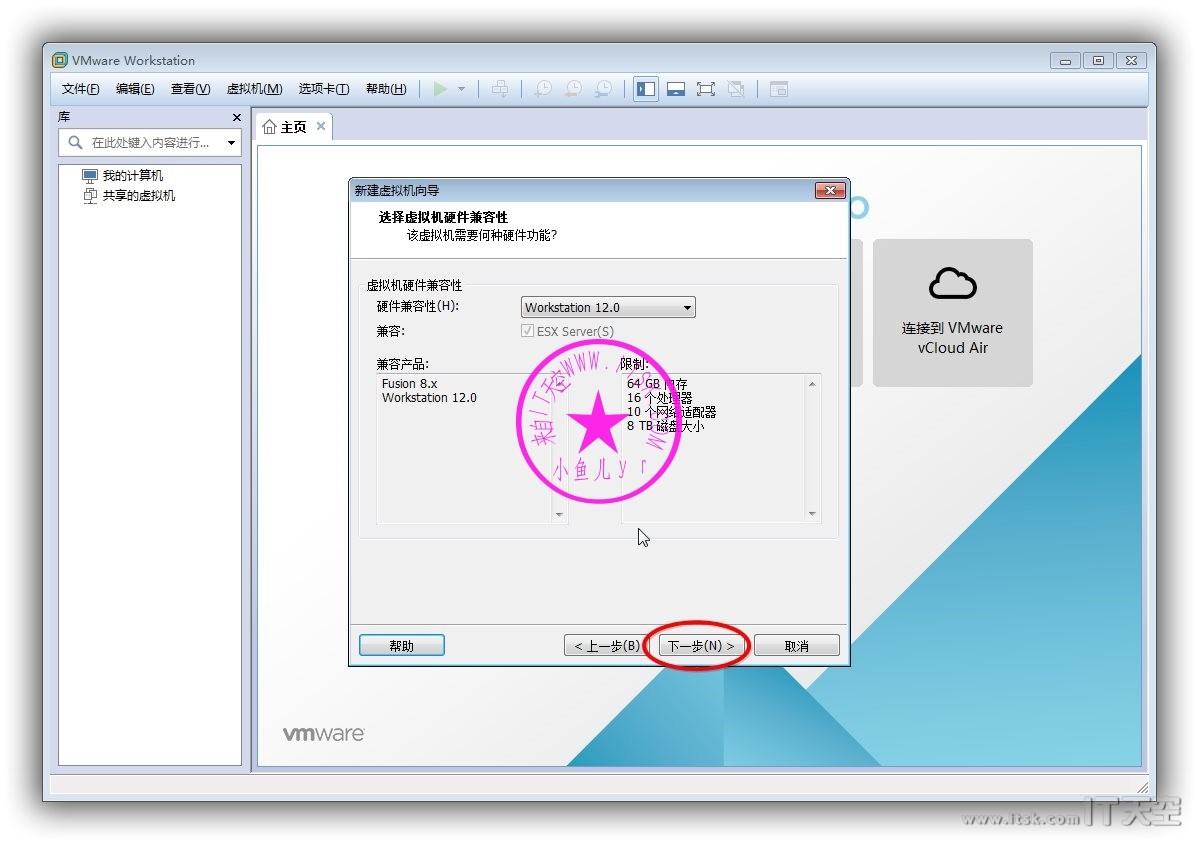 VMware Workstation
文件(F) 编辑(E) 查看(V) 虚拟机(M) 选项卡(T) 帮助(H)
库
在此处键入内容进行...
我的计算机
共享的虚拟机
主页
连接到 VMware
vCloud Air
新建虚拟机向导
选择虚拟机硬件兼容性
该虚拟机需要何种硬件功能?
虚拟机硬件兼容性
硬件兼容性(H): Workstation 12.0
兼容: ESX Server(S)
兼容产品: 限制:
Fusion 8.x
Workstation 12.0
64 GB 内存
16 个处理器
10 个网络适配器
8 TB 磁盘大小
来自IT天空WWW.ITSK.COM
小鱼儿yr
帮助 < 上一步(B) 下一步(N) > 取消
vmware
www.itsk.com IT天空